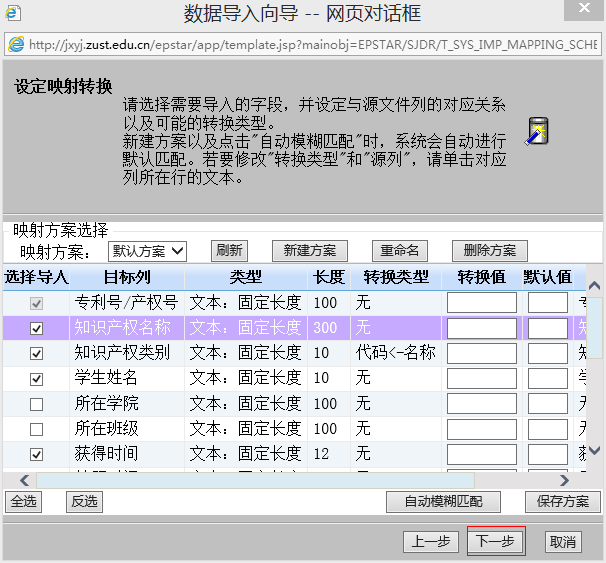 数据导入向导 -- 网页对话框
http://jxyj.zust.edu.cn/epstar/app/template.jsp?mainobj=EPSTAR/SJDR/T_SYS_IMP_MAPPING_SCHE
设定映射转换
请选择需要导入的字段，并设定与源文件列的对应关系
以及可能的转换类型。
新建方案以及点击"自动模糊匹配"时，系统会自动进行
默认匹配。若要修改"转换类型"和"源列"，请单击对应
列所在行的文本。
映射方案选择
映射方案： 默认方案 刷新 新建方案 重命名 删除方案
选择导入 目标列 类型 长度 转换类型 转换值 默认值
专利号/产权号 文本：固定长度 100 无
知识产权名称 文本：固定长度 300 无
知识产权类别 文本：固定长度 10 代码<-名称
学生姓名 文本：固定长度 10 无
所在学院 文本：固定长度 100 无 无
所在班级 文本：固定长度 100 无 无
获得时间 文本：固定长度 12 无
全选 反选 自动模糊匹配 保存方案
上一步 下一步 取消